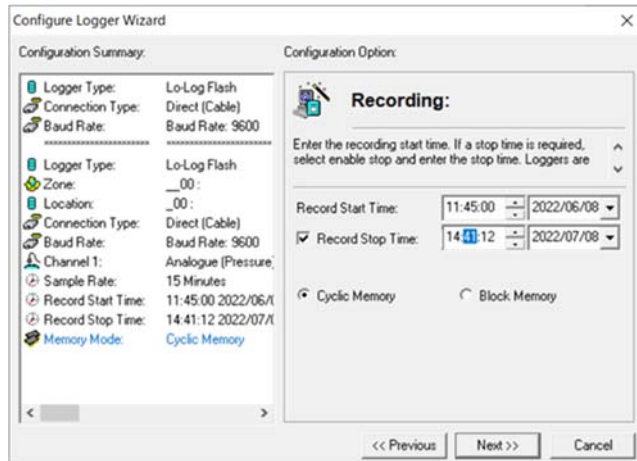 Configure Logger Wizard
Configuration Summary:
Logger Type: Lo-Log Flash
Connection Type: Direct (Cable)
Baud Rate: Baud Rate: 9600
Logger Type: Lo-Log Flash
Zone: __00 :
Location: _00 :
Connection Type: Direct (Cable)
Baud Rate: Baud Rate: 9600
Channel 1: Analogue (Pressure
Sample Rate: 15 Minutes
Record Start Time: 11:45:00 2022/06/0
Record Stop Time: 14:41:12 2022/07/0
Memory Mode: Cyclic Memory
Configuration Option:
Recording:
Enter the recording start time. If a stop time is required,
select enable stop and enter the stop time. Loggers are
Record Start Time: 11:45:00 2022/06/08
Record Stop Time: 14:41:12 2022/07/08
Cyclic Memory Block Memory
<< Previous Next >> Cancel